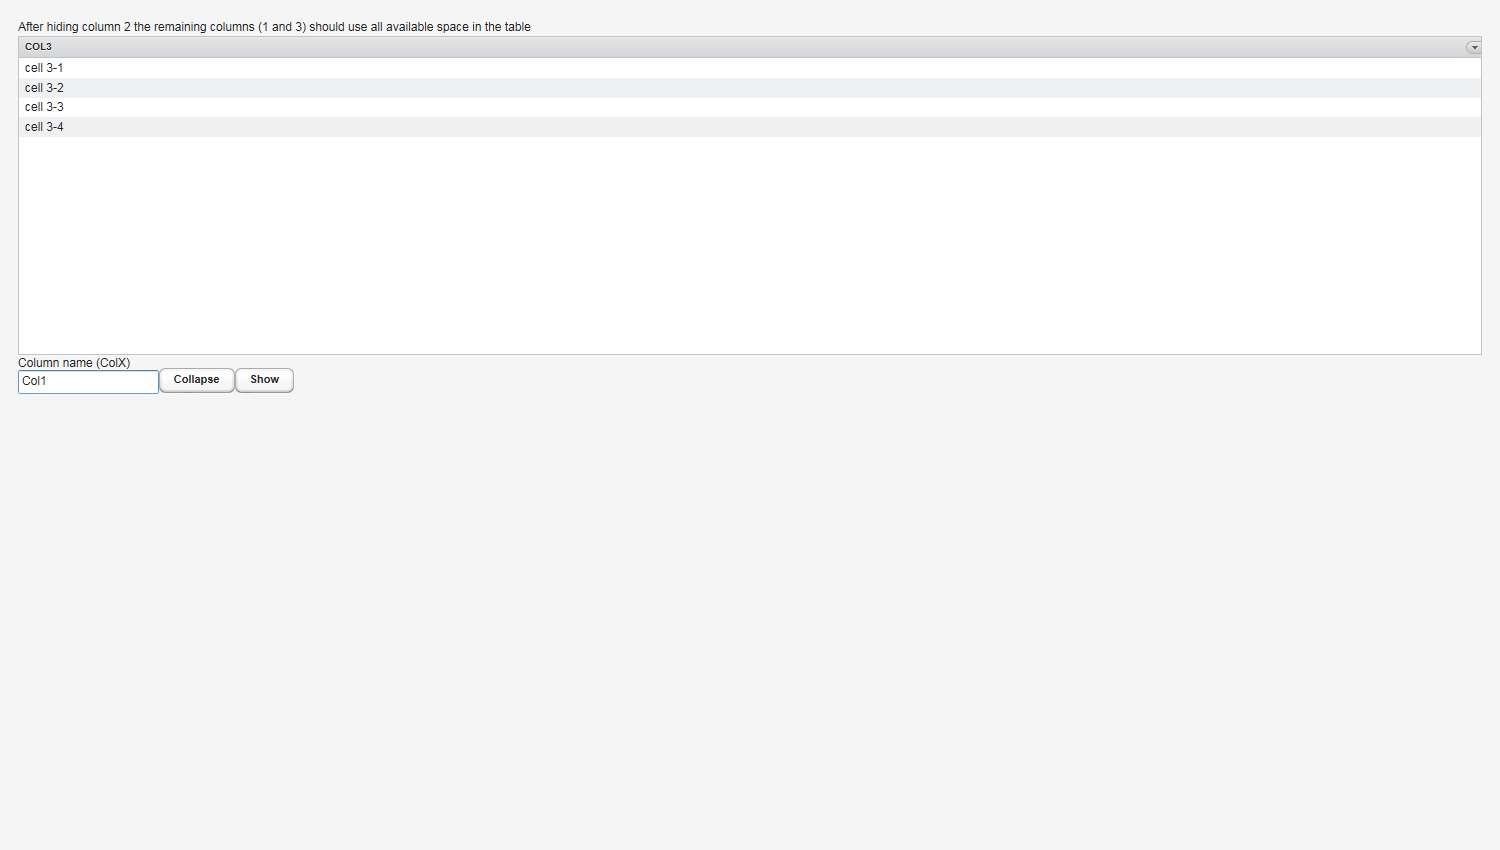 After hiding column 2 the remaining columns (1 and 3) should use all available space in the table
COL3
cell 3-1
cell 3-2
cell 3-3
cell 3-4
Column name (ColX)
Col1 Collapse Show